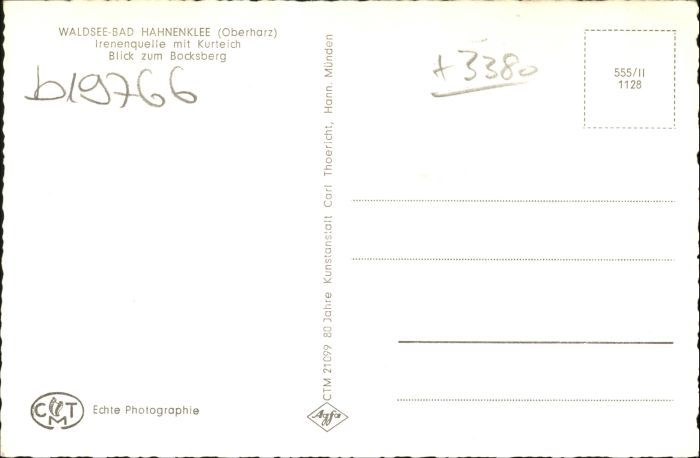 WALDSEE-BAD HAHNENKLEE (Oberharz)
Irenenquelle mit Kurteich
Blick zum Bocksberg
b19766
+3380
555/II
1128
CTM 21099 80 Jahre Kunstanstalt Carl Thoericht, Hann. Münden
CTM
Echte Photographie
Agfa